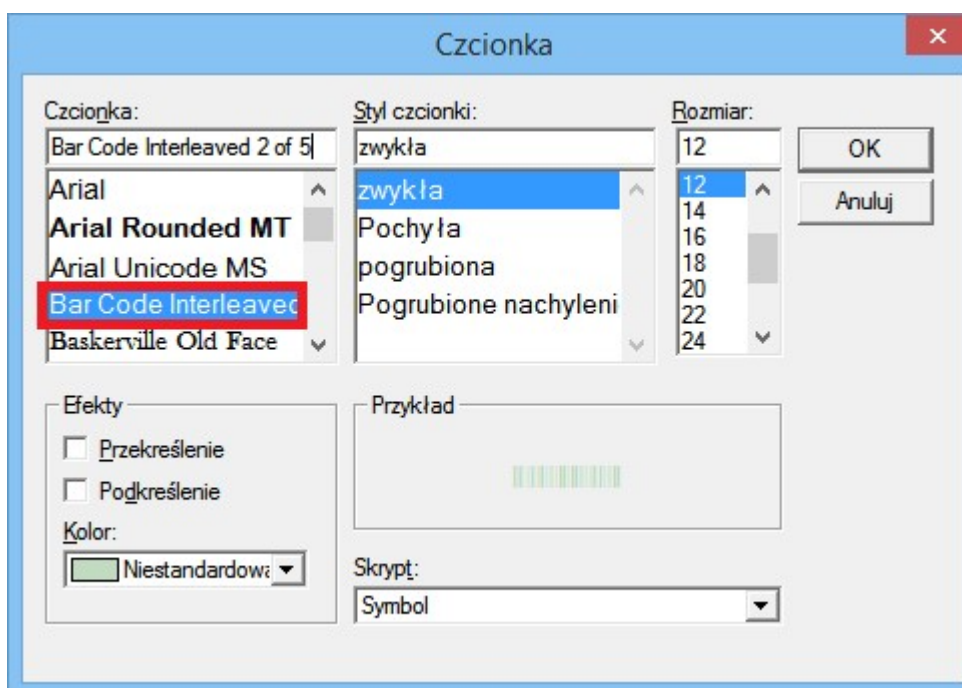 Czcionka
Czcionka:
Bar Code Interleaved 2 of 5
Arial
Arial Rounded MT
Arial Unicode MS
Bar Code Interleaved
Baskerville Old Face
Styl czcionki:
zwykła
zwykła
Pochyła
pogrubiona
Pogrubione nachyleni
Rozmiar:
12
12
14
16
18
20
22
24
OK
Anuluj
Efekty
Przekreślenie
Podkreślenie
Kolor:
Niestandardowa
Przykład
Skrypt:
Symbol